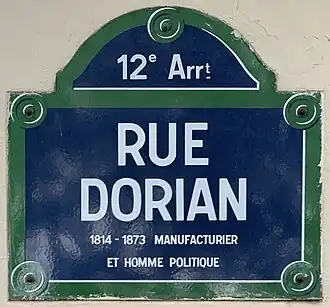 12e Arrt
RUE
DORIAN
1814 - 1873 MANUFACTURIER
ET HOMME POLITIQUE